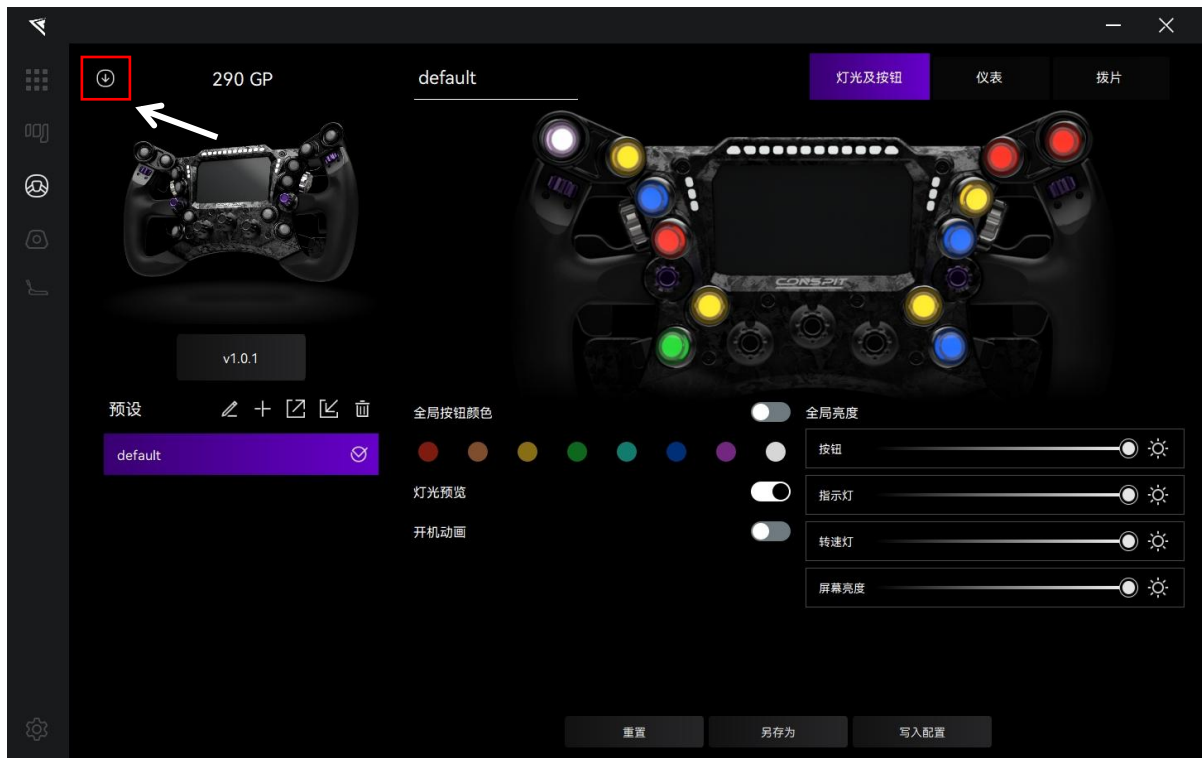 290 GP
default
灯光及按钮
仪表
拨片
CORSPIT
v1.0.1
预设
default
全局按钮颜色
灯光预览
开机动画
全局亮度
按钮
指示灯
转速灯
屏幕亮度
重置
另存为
写入配置